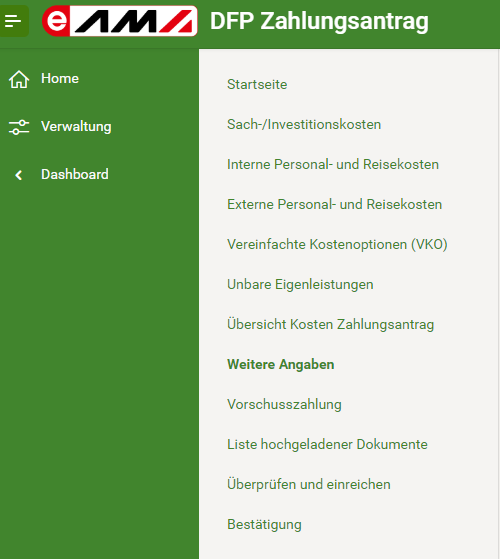 eAMA DFP Zahlungsantrag
Home
Verwaltung
Dashboard
Startseite
Sach-/Investitionskosten
Interne Personal- und Reisekosten
Externe Personal- und Reisekosten
Vereinfachte Kostenoptionen (VKO)
Unbare Eigenleistungen
Übersicht Kosten Zahlungsantrag
Weitere Angaben
Vorschusszahlung
Liste hochgeladener Dokumente
Überprüfen und einreichen
Bestätigung